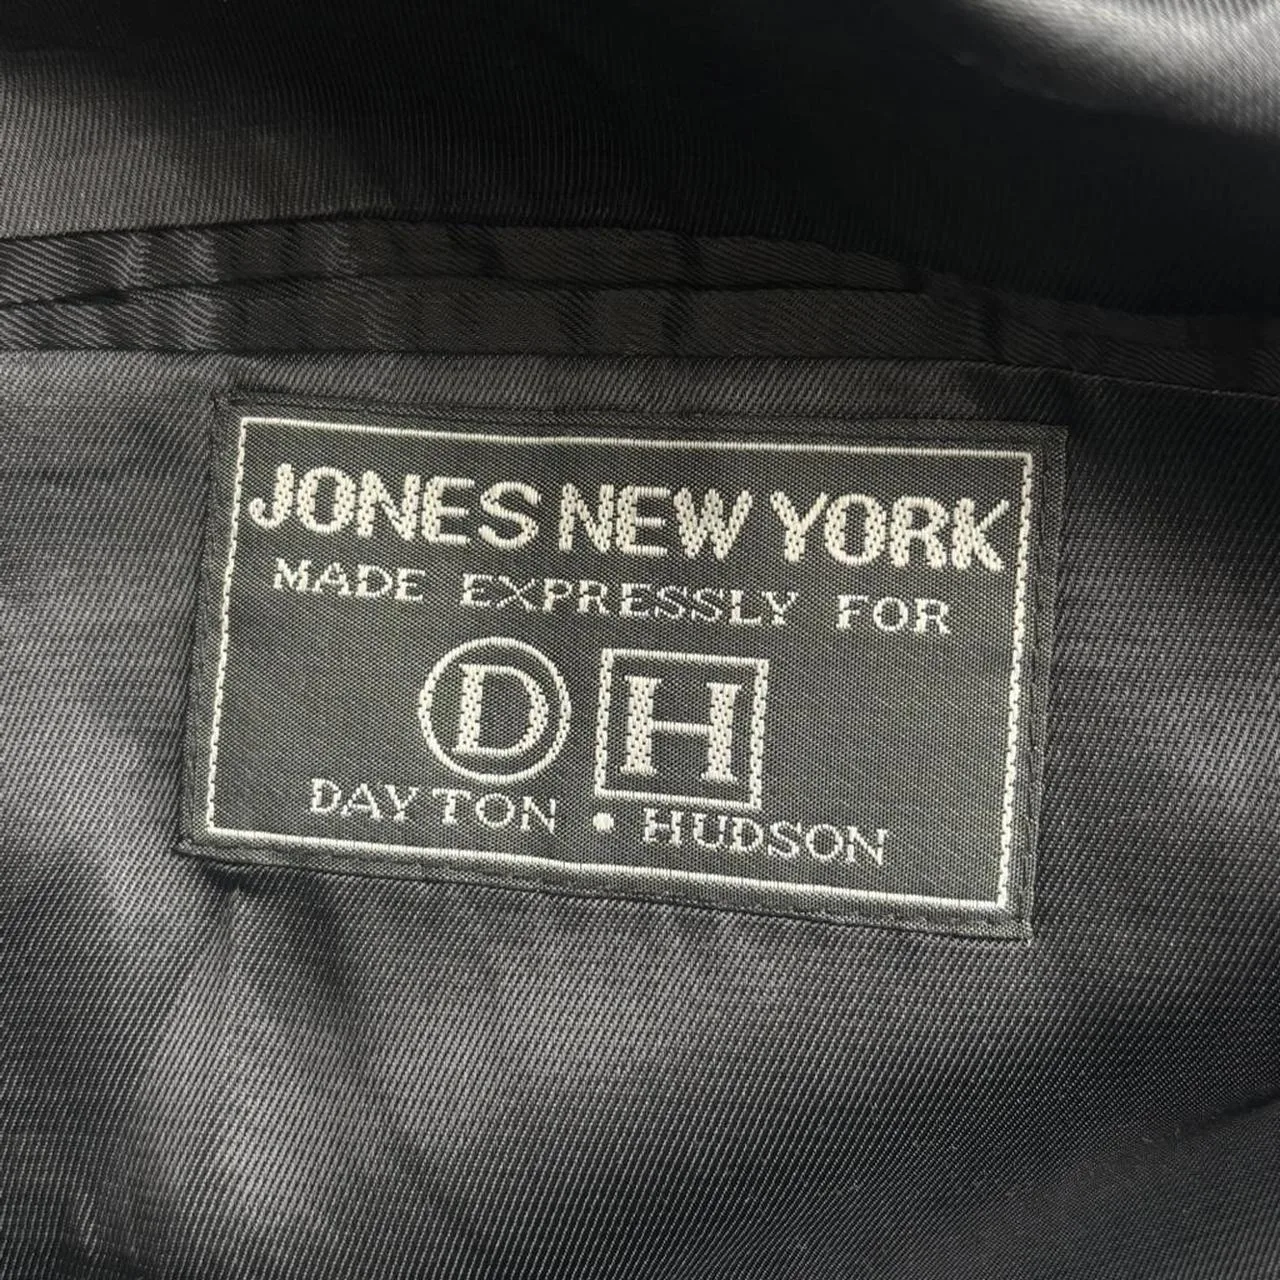 JONES NEW YORK
MADE EXPRESSLY FOR
D H
DAYTON • HUDSON